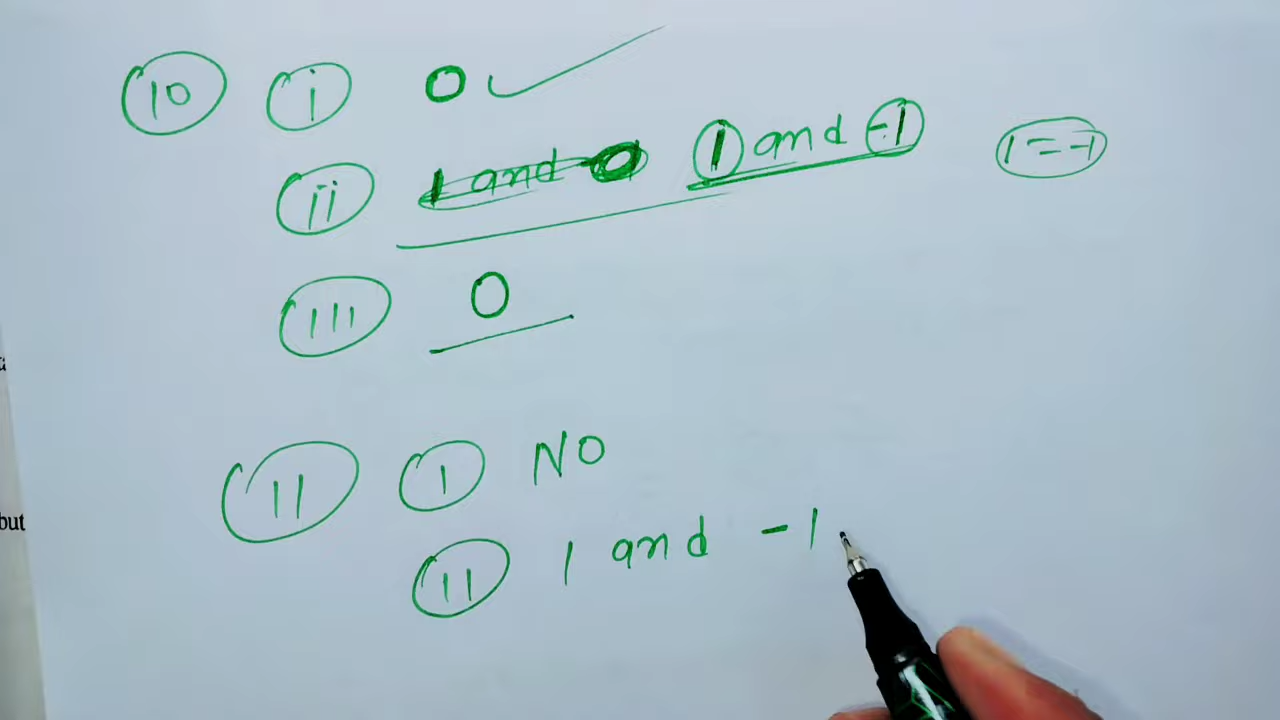 10 i 0
ii 1 and -0 1 and -1 1 = -1
iii 0
11 i NO
ii 1 and -1
but